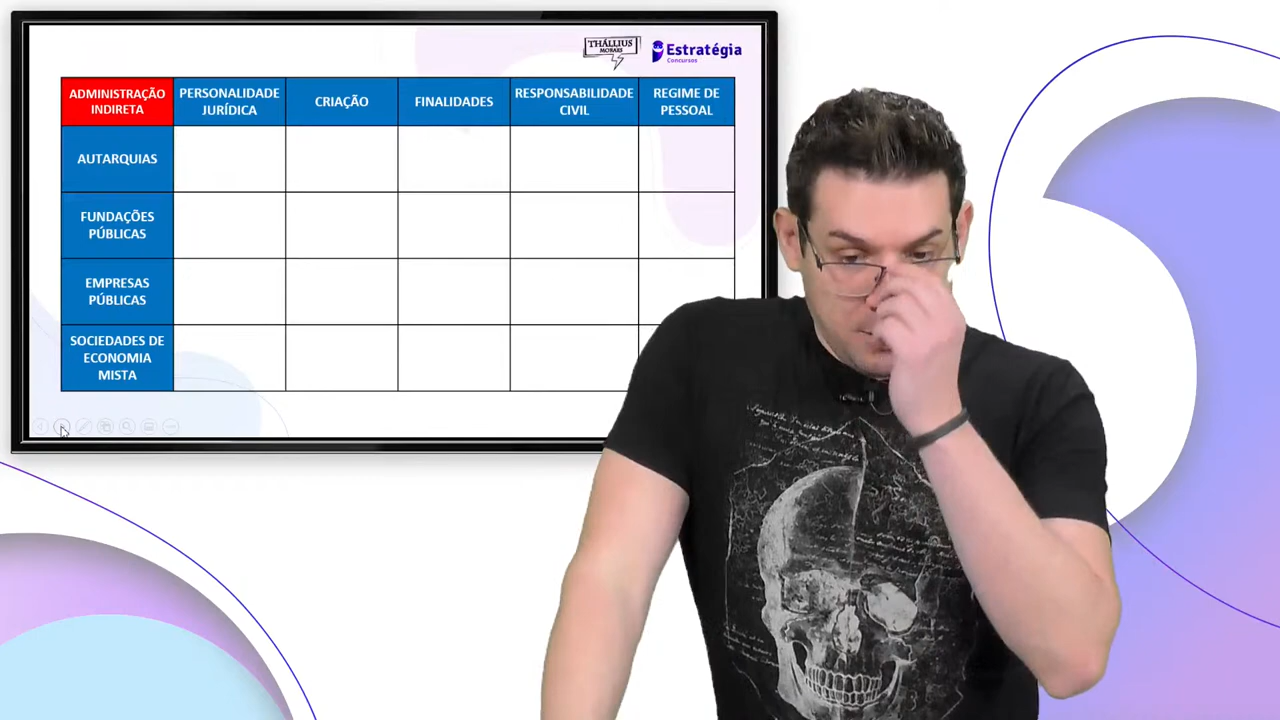 THÁLLIUS
MORAES
Estratégia
Concursos
ADMINISTRAÇÃO
INDIRETA
PERSONALIDADE
JURÍDICA
CRIAÇÃO
FINALIDADES
RESPONSABILIDADE
CIVIL
REGIME DE
PESSOAL
AUTARQUIAS
FUNDAÇÕES
PÚBLICAS
EMPRESAS
PÚBLICAS
SOCIEDADES DE
ECONOMIA
MISTA